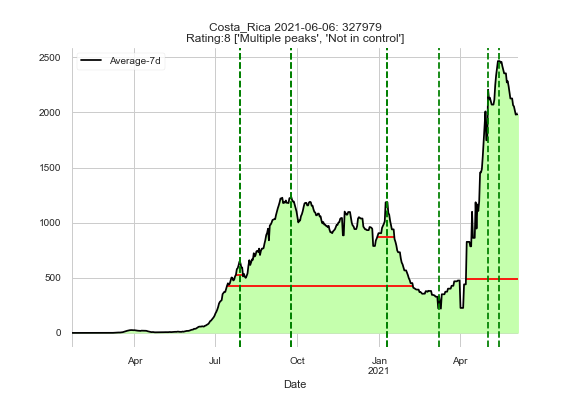 Costa_Rica 2021-06-06: 327979
Rating:8 ['Multiple peaks', 'Not in control']
Average-7d
2500
2000
1500
1000
500
0
Apr
Jul
Oct
Jan
2021
Apr
Date